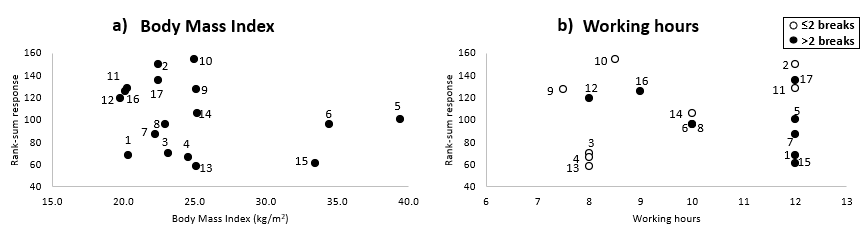 a) Body Mass Index
b) Working hours
≤2 breaks
>2 breaks
Rank-sum response
160
140
120
100
80
60
40
15.0 20.0 25.0 30.0 35.0 40.0
Body Mass Index (kg/m²)
11 12 16 2 17 10 9 14 8 7 1 3 4 13 15 6 5
Rank-sum response
160
140
120
100
80
60
40
6 7 8 9 10 11 12 13
Working hours
10 9 12 16 14 6 8 3 4 13 2 17 11 5 7 1 15